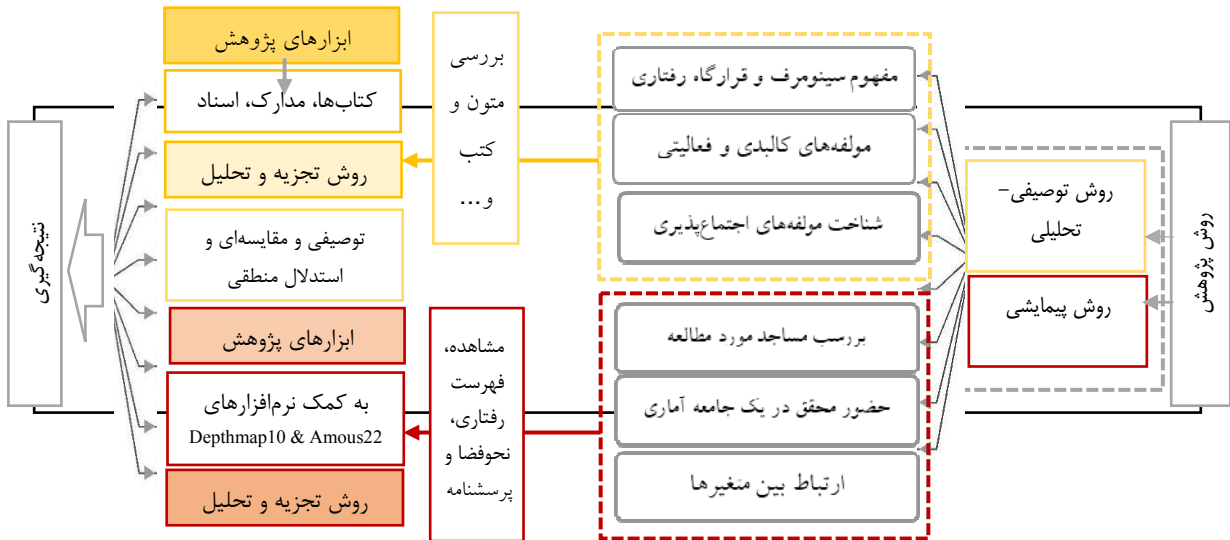 روش پژوهش
روش توصیفی-
تحلیلی
روش پیمایشی
مفهوم سینومرف و قرارگاه رفتاری
مولفه‌های کالبدی و فعالیتی
شناخت مولفه‌های اجتماع‌پذیری
بررسب مساجد مورد مطالعه
حضور محقق در یک جامعه آماری
ارتباط بین متغیرها
بررسی
متون و
کتب
و...
مشاهده،
فهرست
رفتاری،
نحوفضا و
پرسشنامه
ابزارهای پژوهش
کتاب‌ها، مدارک، اسناد
روش تجزیه و تحلیل
توصیفی و مقایسه‌ای و
استدلال منطقی
ابزارهای پژوهش
به کمک نرم‌افزارهای
Depthmap10 & Amous22
روش تجزیه و تحلیل
نتیجه‌گیری